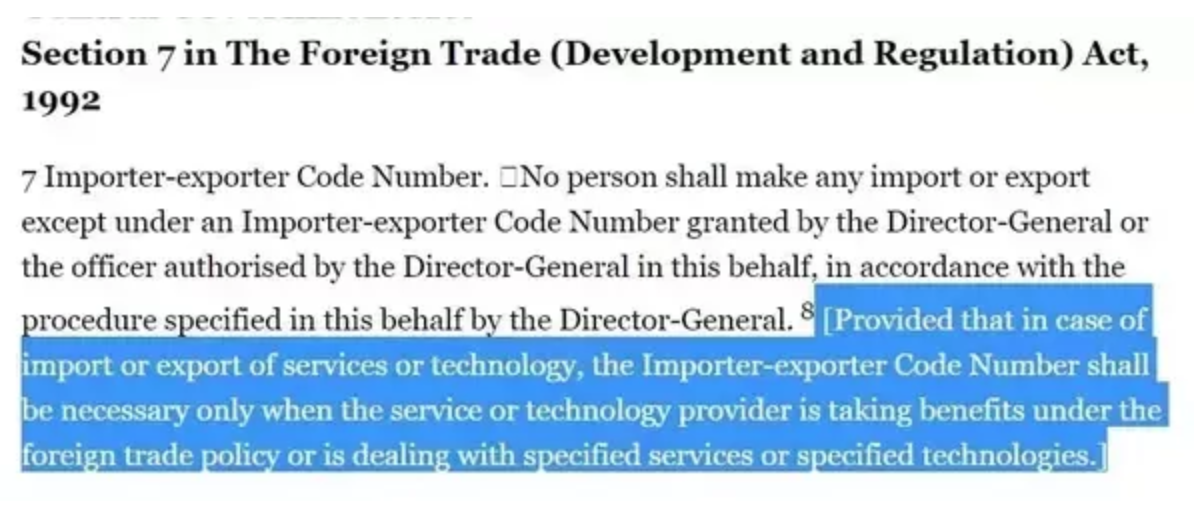 Section 7 in The Foreign Trade (Development and Regulation) Act,
1992
7 Importer-exporter Code Number. □No person shall make any import or export
except under an Importer-exporter Code Number granted by the Director-General or
the officer authorised by the Director-General in this behalf, in accordance with the
procedure specified in this behalf by the Director-General. 8 [Provided that in case of
import or export of services or technology, the Importer-exporter Code Number shall
be necessary only when the service or technology provider is taking benefits under the
foreign trade policy or is dealing with specified services or specified technologies.]